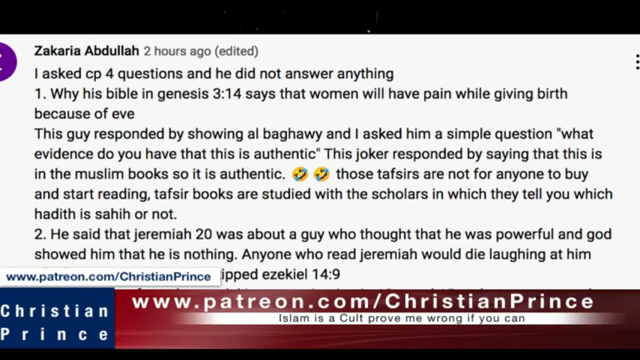 Zakaria Abdullah 2 hours ago (edited)
I asked cp 4 questions and he did not answer anything
1. Why his bible in genesis 3:14 says that women will have pain while giving birth
because of eve
This guy responded by showing al baghawy and I asked him a simple question "what
evidence do you have that this is authentic" This joker responded by saying that this is
in the muslim books so it is authentic. 🤣 🤣 those tafsirs are not for anyone to buy
and start reading, tafsir books are studied with the scholars in which they tell you which
hadith is sahih or not.
2. He said that jeremiah 20 was about a guy who thought that he was powerful and god
showed him that he is nothing. Anyone who read jeremiah would die laughing at him
ezekiel 14:9
www.patreon.com/ChristianPrince
Christian
Prince
www.patreon.com/ChristianPrince
Islam is a Cult prove me wrong if you can